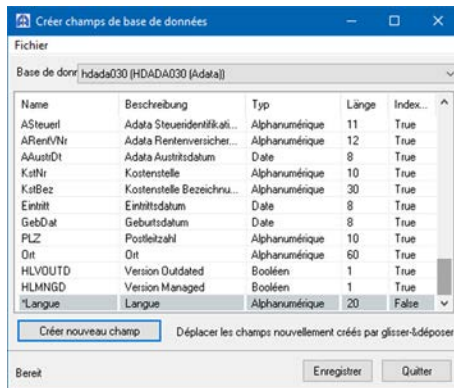 Créer champs de base de données
Fichier
Base de donr hdada030 (HDADA030 (Adata))
Name Beschreibung Typ Länge Index...
ASteuerI Adata Steueridentifikati... Alphanumérique 11 True
ARentVNr Adata Rentenversicher... Alphanumérique 12 True
AAustrDt Adata Austrittsdatum Date 8 True
KstNr Kostenstelle Alphanumérique 10 True
KstBez Kostenstelle Bezeichnu... Alphanumérique 30 True
Eintritt Eintrittsdatum Date 8 True
GebDat Geburtsdatum Date 8 True
PLZ Postleitzahl Alphanumérique 10 True
Ort Ort Alphanumérique 60 True
HLVOUTD Version Outdated Booléen 1 True
HLMNGD Version Managed Booléen 1 True
*Langue Langue Alphanumérique 20 False
Créer nouveau champ Déplacer les champs nouvellement créés par glisser-&déposer
Bereit Enregistrer Quitter